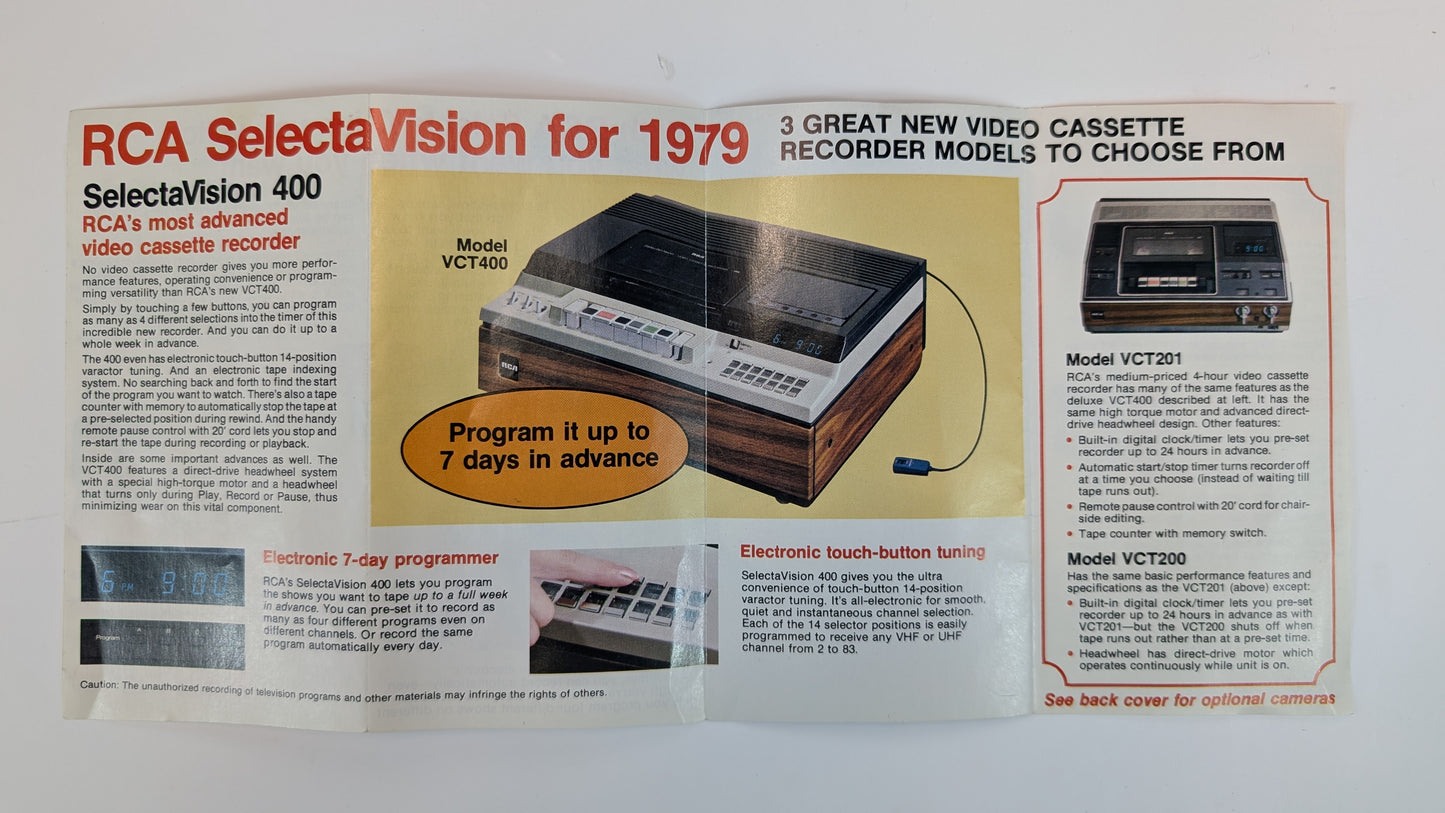 RCA SelectaVision for 1979
3 GREAT NEW VIDEO CASSETTE
RECORDER MODELS TO CHOOSE FROM
SelectaVision 400
RCA's most advanced
video cassette recorder
No video cassette recorder gives you more perfor-
mance features, operating convenience or program-
ming versatility than RCA's new VCT400.
Simply by touching a few buttons, you can program
as many as 4 different selections into the timer of this
incredible new recorder. And you can do it up to a
whole week in advance.
The 400 even has electronic touch-button 14-position
varactor tuning. And an electronic tape indexing
system. No searching back and forth to find the start
of the program you want to watch. There's also a tape
counter with memory to automatically stop the tape at
a pre-selected position during rewind. And the handy
remote pause control with 20' cord lets you stop and
re-start the tape during recording or playback.
Inside are some important advances as well. The
VCT400 features a direct-drive headwheel system
with a special high-torque motor and a headwheel
that turns only during Play, Record or Pause, thus
minimizing wear on this vital component.
Model
VCT400
RCA
6 9:00
RCA
Program it up to
7 days in advance
6 PM 9:00
Program A B C
Electronic 7-day programmer
RCA's SelectaVision 400 lets you program
the shows you want to tape up to a full week
in advance. You can pre-set it to record as
many as four different programs even on
different channels. Or record the same
program automatically every day.
Electronic touch-button tuning
SelectaVision 400 gives you the ultra
convenience of touch-button 14-position
varactor tuning. It's all-electronic for smooth,
quiet and instantaneous channel selection.
Each of the 14 selector positions is easily
programmed to receive any VHF or UHF
channel from 2 to 83.
Caution: The unauthorized recording of television programs and other materials may infringe the rights of others.
9:00
Model VCT201
RCA's medium-priced 4-hour video cassette
recorder has many of the same features as the
deluxe VCT400 described at left. It has the
same high torque motor and advanced direct-
drive headwheel design. Other features:
• Built-in digital clock/timer lets you pre-set
recorder up to 24 hours in advance.
• Automatic start/stop timer turns recorder off
at a time you choose (instead of waiting till
tape runs out).
• Remote pause control with 20' cord for chair-
side editing.
• Tape counter with memory switch.
Model VCT200
Has the same basic performance features and
specifications as the VCT201 (above) except:
• Built-in digital clock/timer lets you pre-set
recorder up to 24 hours in advance as with
VCT201—but the VCT200 shuts off when
tape runs out rather than at a pre-set time.
• Headwheel has direct-drive motor which
operates continuously while unit is on.
See back cover for optional cameras